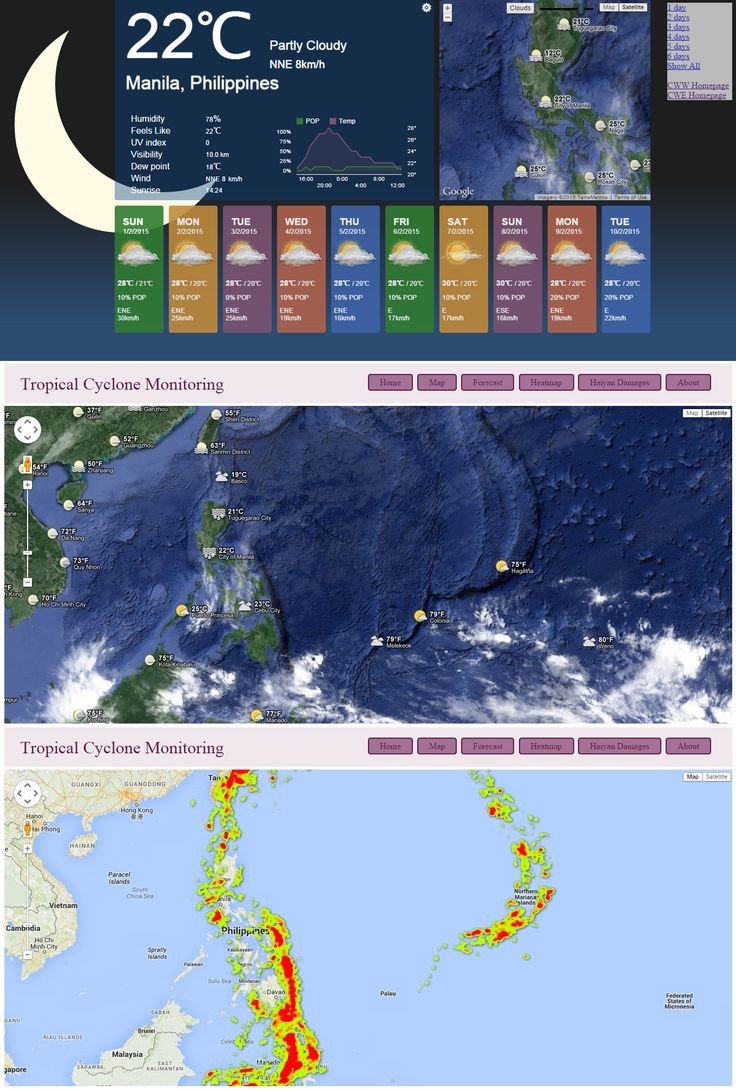 22℃
Partly Cloudy
NNE 8km/h
Manila, Philippines
Humidity 78%
Feels Like 22℃
UV index 0
Visibility 10.0 km
Dew point 18℃
Wind NNE 8 km/h
Sunrise 14:24
POP Temp
100% 28°
75% 26°
50% 24°
25% 22°
0% 20°
16:00 20:00 0:00 4:00 8:00 12:00
Clouds Map Satellite
21°C
Tuguegarao City
12°C
Baguio
22°C
City of Manila
25°C
Naga
25°C
25°C
Roxas City
Google
Imagery ©2015 TerraMetrics Terms of Use
1 day
2 days
3 days
4 days
5 days
6 days
Show All
CWW Homepage
CWE Homepage
SUN MON TUE WED THU FRI SAT SUN MON TUE
1/2/2015 2/2/2015 3/2/2015 4/2/2015 5/2/2015 6/2/2015 7/2/2015 8/2/2015 9/2/2015 10/2/2015
28℃ / 21℃ 28℃ / 20℃ 28℃ / 20℃ 28℃ / 20℃ 28℃ / 20℃ 28℃ / 20℃ 30℃ / 20℃ 30℃ / 20℃ 28℃ / 20℃ 28℃ / 20℃
10% POP 10% POP 0% POP 10% POP 10% POP 10% POP 10% POP 10% POP 20% POP 20% POP
ENE ENE ENE ENE ENE E E ESE ENE E
30km/h 25km/h 25km/h 19km/h 16km/h 17km/h 17km/h 16km/h 19km/h 22km/h
Tropical Cyclone Monitoring
Home Map Forecast Heatmap Haiyan Damages About
Map Satellite
37°F
Guilin
Ganzhou
55°F
Shilin District
52°F
Guangzhou
63°F
Sanmin District
54°F
Hanoi
50°F
Zhanjiang
19°C
Basco
64°F
Sanya
21°C
Tuguegarao City
72°F
Da Nang
22°C
City of Manila
73°F
Quy Nhon
75°F
Hagåtña
70°F
Ho Chi Minh City
25°C
Puerto Princesa
23°C
Cebu City
79°F
Colonia
79°F
Melekeok
80°F
Weno
75°F
Kota Kinabalu
75°F
Kuching
77°F
Manado
Tropical Cyclone Monitoring
Home Map Forecast Heatmap Haiyan Damages About
Map Satellite
GUANGXI
GUANGDONG
Hong Kong
香港
Hanoi
Hai Phong
HAINAN
Paracel
Islands
South
China Sea
Vietnam
Cambodia
Ho Chi
Minh City
Philippines
Spratly
Islands
Palawan
Sulu Sea
Mindanao
Davao
Northern
Mariana
Islands
Palau
Federated
States of
Micronesia
SABAH
Brunei
RIAU ISLANDS
Malaysia
SARAWAK
EAST
KALIMANTAN
Manado